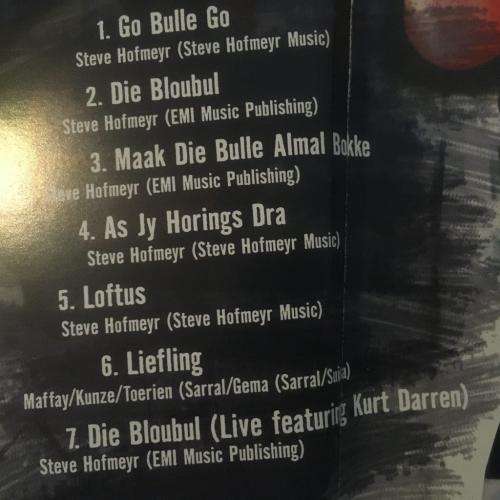 1. Go Bulle Go
Steve Hofmeyr (Steve Hofmeyr Music)
2. Die Bloubul
Steve Hofmeyr (EMI Music Publishing)
3. Maak Die Bulle Almal Bokke
Steve Hofmeyr (EMI Music Publishing)
4. As Jy Horings Dra
Steve Hofmeyr (Steve Hofmeyr Music)
5. Loftus
Steve Hofmeyr (Steve Hofmeyr Music)
6. Liefling
Maffay/Kunze/Toerien (Sarral/Gema (Sarral/Suisa)
7. Die Bloubul (Live featuring Kurt Darren)
Steve Hofmeyr (EMI Music Publishing)